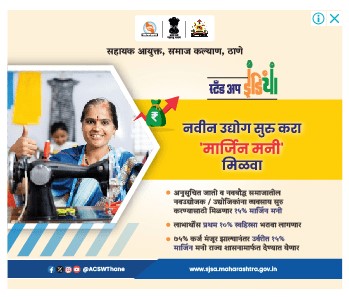 सहायक आयुक्त, समाज कल्याण, ठाणे
स्टँड अप इंडिया
नवीन उद्योग सुरु करा
'मार्जिन मनी'
मिळवा
अनुसूचित जाती व नवबौद्ध समाजातील
नवउद्योजक / उद्योजिकांना व्यवसाय सुरु
करण्यासाठी मिळणार १५% मार्जिन मनी
लाभार्थीस प्रथम १०% स्वहिस्सा भरावा लागणार
७५% कर्ज मंजूर झाल्यानंतर उर्वरीत १५%
मार्जिन मनी राज्य शासनामार्फत देण्यात येणार
@ACSWThane
www.sjsa.maharashtra.gov.in